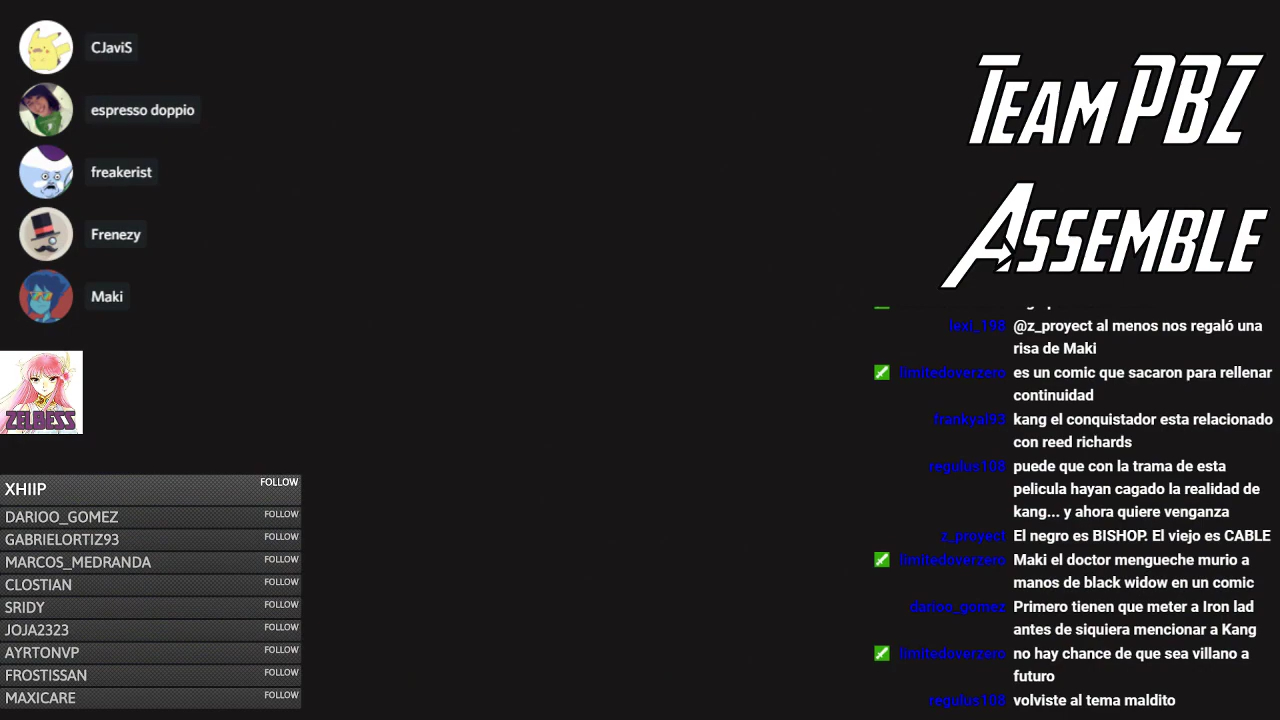 CJaviS
espresso doppio
freakerist
Frenezy
Maki
ZELBESS
XHIIP FOLLOW
DARIOO_GOMEZ FOLLOW
GABRIELORTIZ93 FOLLOW
MARCOS_MEDRANDA FOLLOW
CLOSTIAN FOLLOW
SRIDY FOLLOW
JOJA2323 FOLLOW
AYRTONVP FOLLOW
FROSTISSAN FOLLOW
MAXICARE FOLLOW
TEAM PBZ
ASSEMBLE
lexi_198 @z_proyect al menos nos regaló una
risa de Maki
limitedoverzero es un comic que sacaron para rellenar
continuidad
frankyal93 kang el conquistador esta relacionado
con reed richards
regulus108 puede que con la trama de esta
pelicula hayan cagado la realidad de
kang... y ahora quiere venganza
z_proyect El negro es BISHOP. El viejo es CABLE
limitedoverzero Maki el doctor mengueche murio a
manos de black widow en un comic
darioo_gomez Primero tienen que meter a Iron lad
antes de siquiera mencionar a Kang
limitedoverzero no hay chance de que sea villano a
futuro
regulus108 volviste al tema maldito